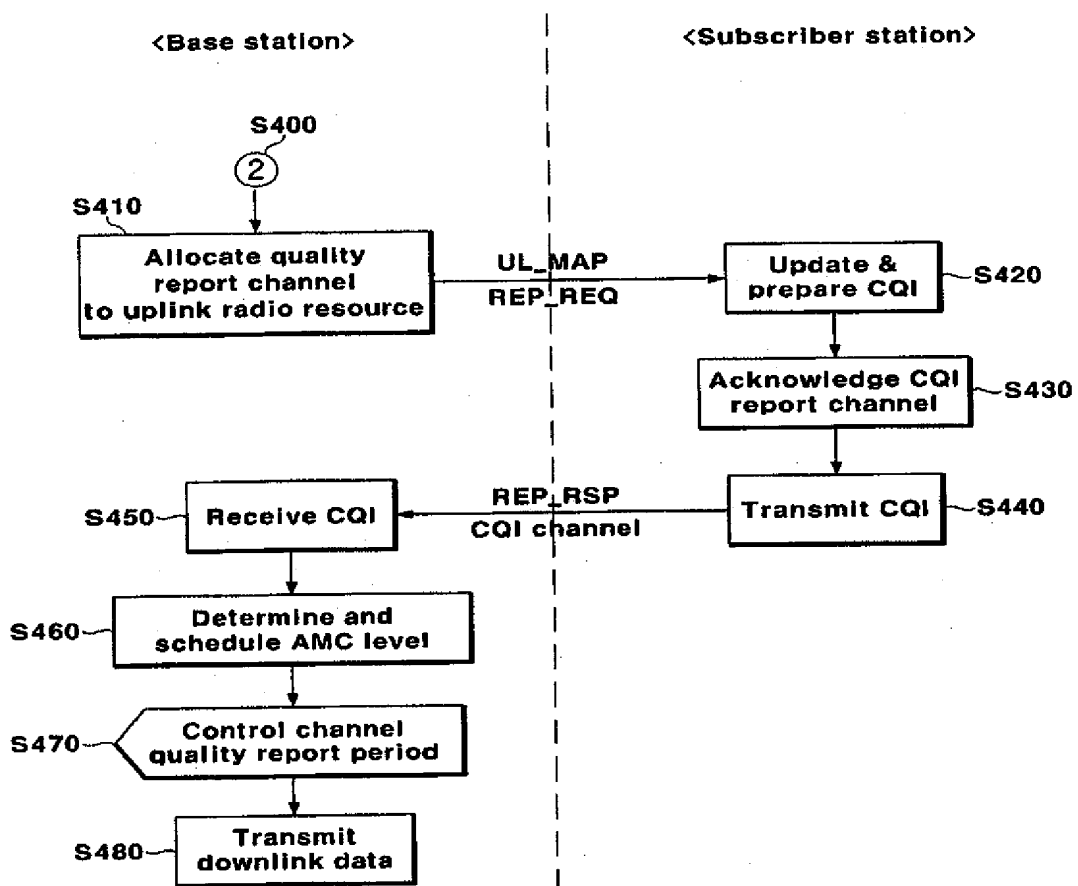 <Base station>
<Subscriber station>
S400
2
S410
Allocate quality
report channel
to uplink radio resource
UL_MAP
REP_REQ
Update &
prepare CQI
S420
Acknowledge CQI
report channel
S430
REP_RSP
CQI channel
Transmit CQI
S440
S450
Receive CQI
S460
Determine and
schedule AMC level
S470
Control channel
quality report period
S480
Transmit
downlink data